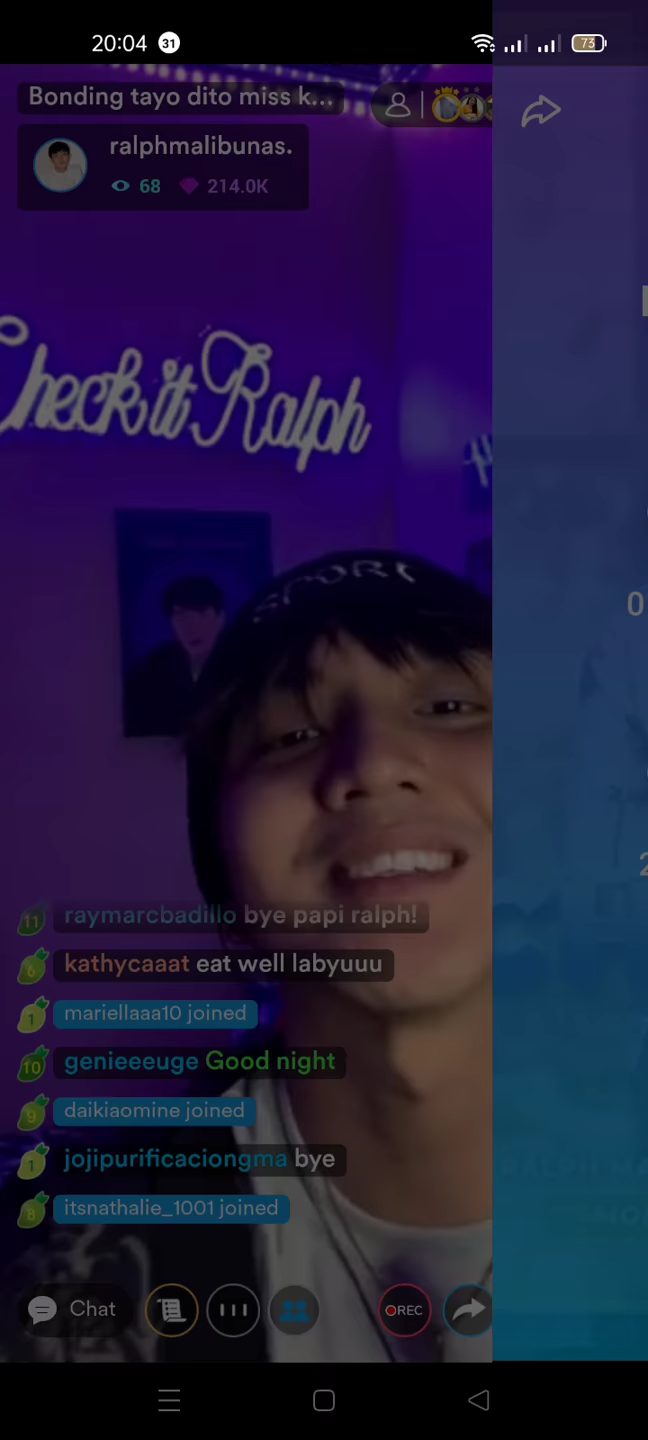 20:04 31
73
Bonding tayo dito miss k...
ralphmalibunas.
68 214.0K
Check it Ralph
0
SPORT
2
11 raymarcbadillo bye papi ralph!
6 kathycaaat eat well labyuuu
1 mariellaaa10 joined
10 genieeeuge Good night
9 daikiaomine joined
1 jojipurificaciongma bye
8 itsnathalie_1001 joined
Chat
REC